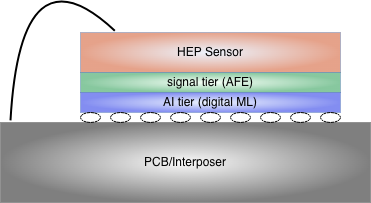 HEP Sensor
signal tier (AFE)
AI tier (digital ML)
PCB/Interposer